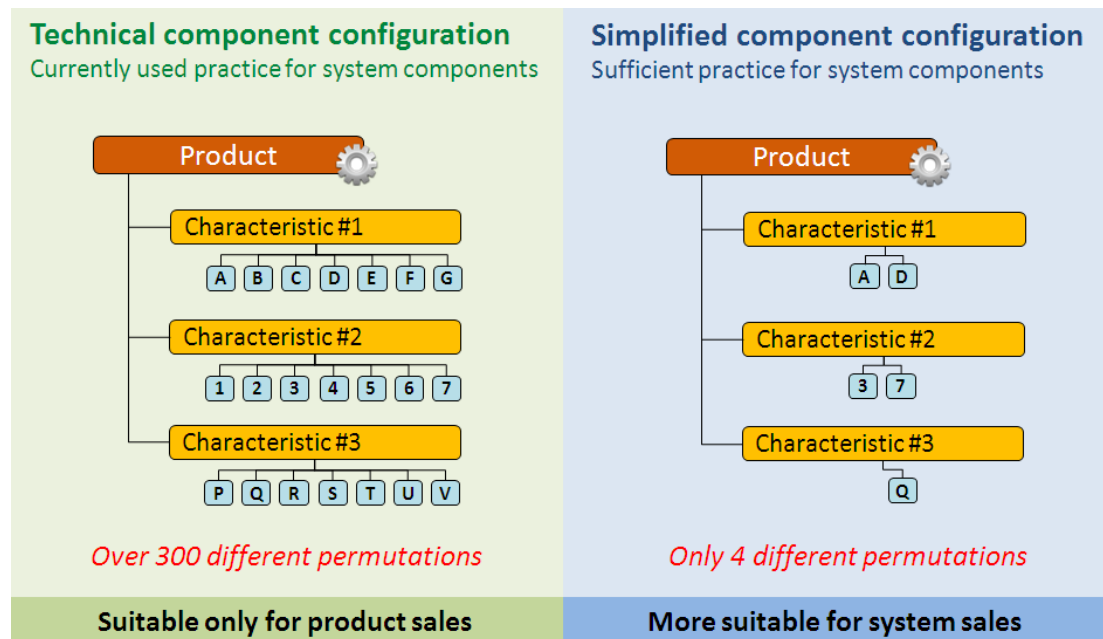 Technical component configuration
Currently used practice for system components
Product
Characteristic #1
A B C D E F G
Characteristic #2
1 2 3 4 5 6 7
Characteristic #3
P Q R S T U V
Over 300 different permutations
Suitable only for product sales
Simplified component configuration
Sufficient practice for system components
Product
Characteristic #1
A D
Characteristic #2
3 7
Characteristic #3
Q
Only 4 different permutations
More suitable for system sales